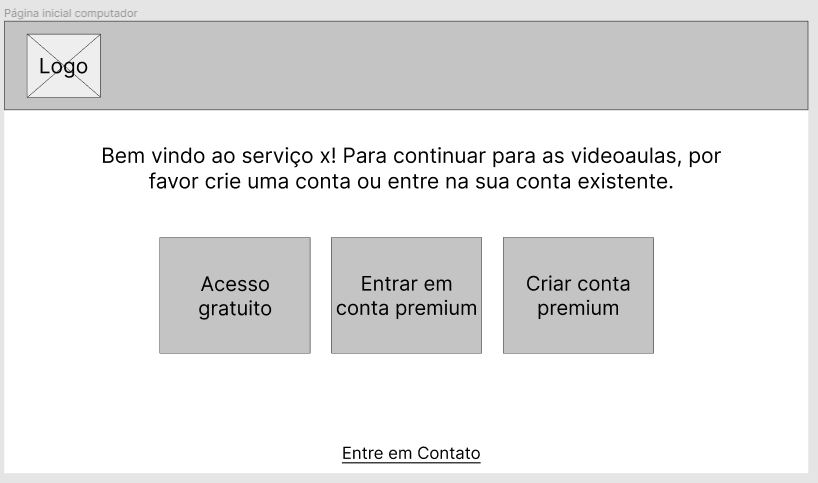 Página inicial computador
Logo
Bem vindo ao serviço x! Para continuar para as videoaulas, por
favor crie uma conta ou entre na sua conta existente.
Acesso
gratuito
Entrar em
conta premium
Criar conta
premium
Entre em Contato